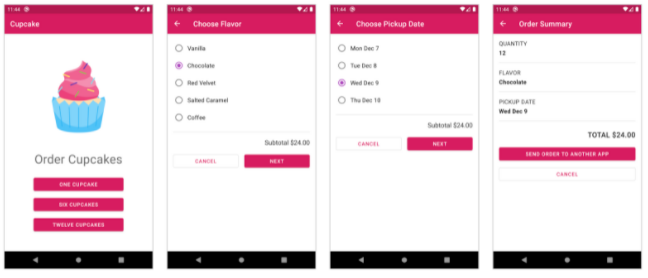 11:44
Cupcake
Order Cupcakes
ONE CUPCAKE
SIX CUPCAKES
TWELVE CUPCAKES
11:44
Choose Flavor
Vanilla
Chocolate
Red Velvet
Salted Caramel
Coffee
Subtotal $24.00
CANCEL NEXT
11:44
Choose Pickup Date
Mon Dec 7
Tue Dec 8
Wed Dec 9
Thu Dec 10
Subtotal $24.00
CANCEL NEXT
11:44
Order Summary
QUANTITY
12
FLAVOR
Chocolate
PICKUP DATE
Wed Dec 9
TOTAL $24.00
SEND ORDER TO ANOTHER APP
CANCEL